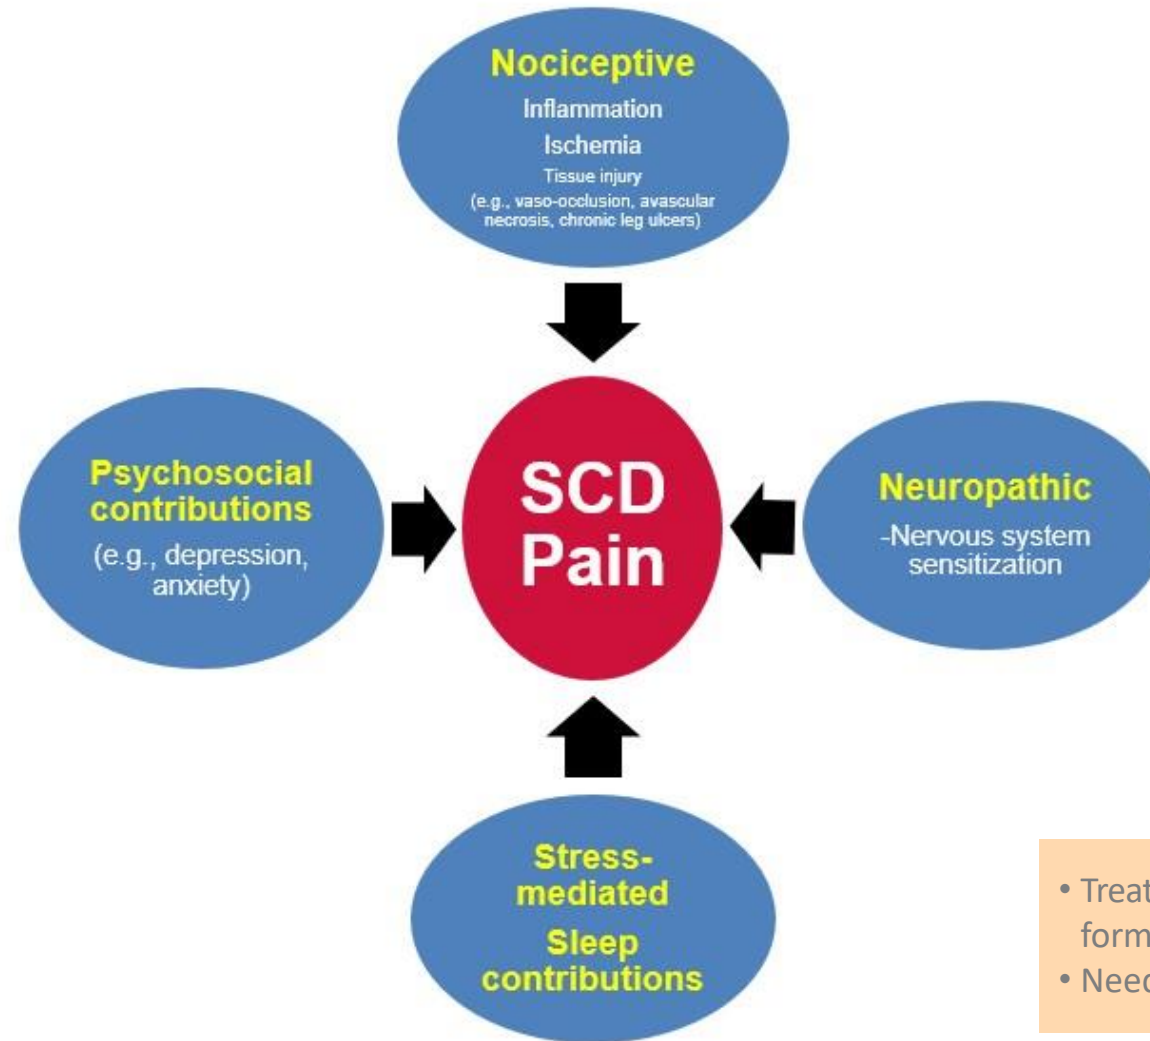 Nociceptive
Inflammation
Ischemia
Tissue injury
(e.g., vaso-occlusion, avascular
necrosis, chronic leg ulcers)
Psychosocial
contributions
(e.g., depression,
anxiety)
SCD
Pain
Neuropathic
-Nervous system
sensitization
Stress-
mediated
Sleep
contributions
• Treat
form
• Need